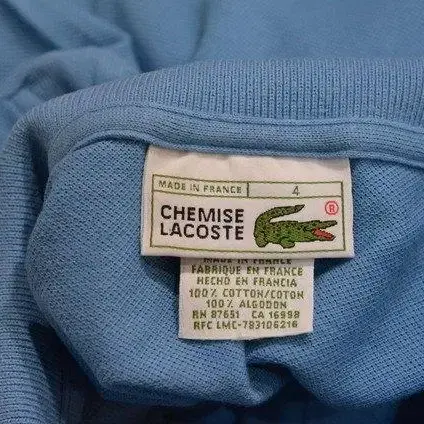 MADE IN FRANCE 4
CHEMISE
LACOSTE ®
MADE IN FRANCE
FABRIQUE EN FRANCE
HECHO EN FRANCIA
100% COTTON/COTON
100% ALGODON
RN 87651 CA 16998
RFC LMC-7831D6216